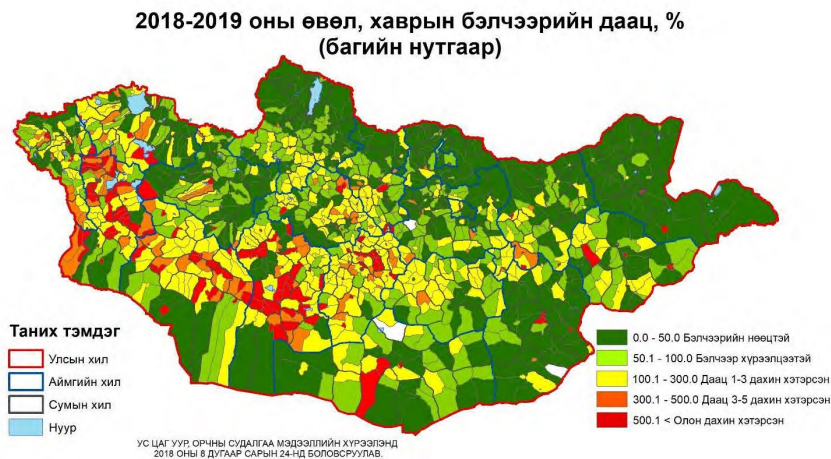 2018-2019 оны өвөл, хаврын бэлчээрийн даац, %
(багийн нутгаар)
Таних тэмдэг
Улсын хил
Аймгийн хил
Сумын хил
Нуур
0.0 - 50.0 Бэлчээрийн нөөцтэй
50.1 - 100.0 Бэлчээр хүрэлцээтэй
100.1 - 300.0 Даац 1-3 дахин хэтэрсэн
300.1 - 500.0 Даац 3-5 дахин хэтэрсэн
500.1 < Олон дахин хэтэрсэн
УС ЦАГ УУР, ОРЧНЫ СУДАЛГАА МЭДЭЭЛЛИЙН ХҮРЭЭЛЭНД
2018 ОНЫ 8 ДУГААР САРЫН 24-НД БОЛОВСРУУЛАВ.